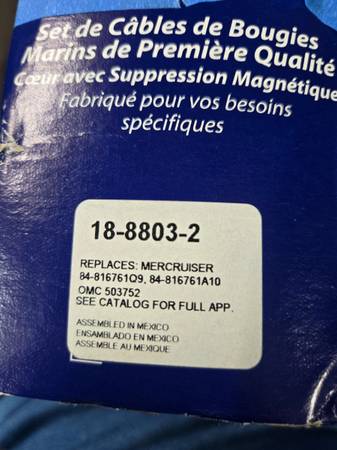 Set de Câbles de Bougies
Marins de Première Qualité
Cœur avec Suppression Magnétique
Fabriqué pour vos besoins
spécifiques
18-8803-2
REPLACES: MERCRUISER
84-816761Q9, 84-816761A10
OMC 503752
SEE CATALOG FOR FULL APP.
ASSEMBLED IN MEXICO
ENSAMBLADO EN MEXICO
ASSEMBLE AU MEXIQUE